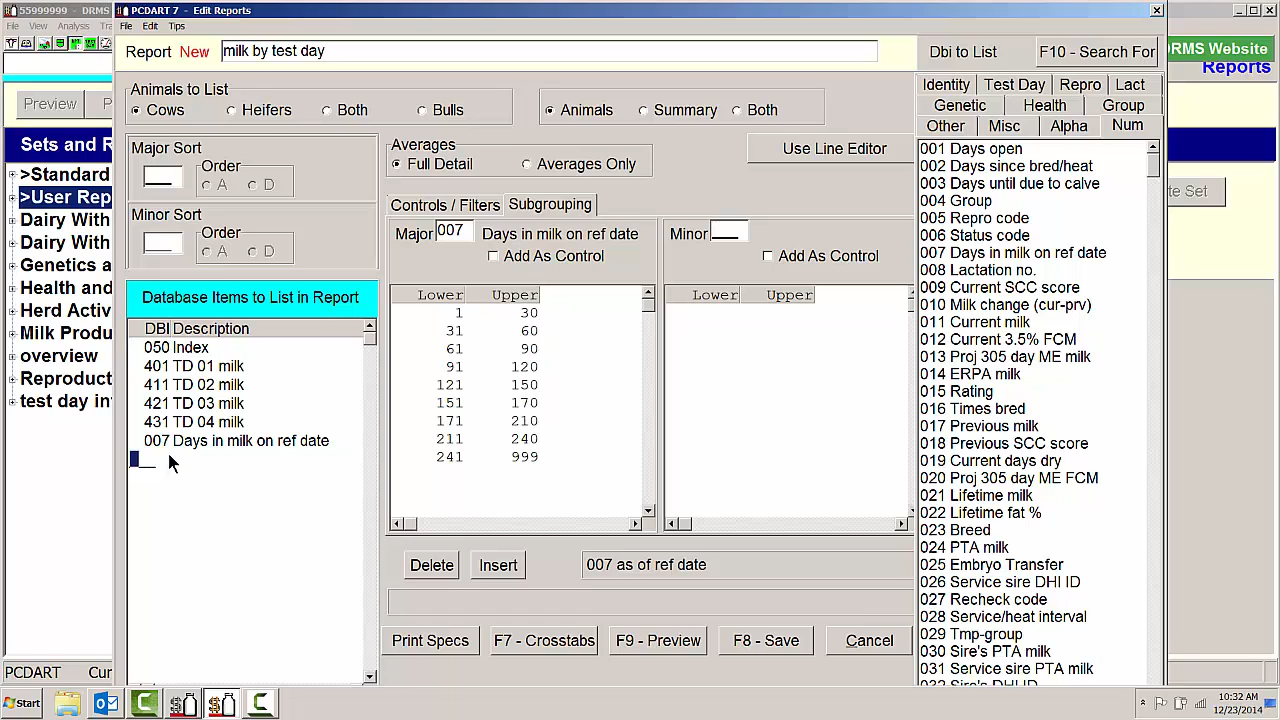 55999999 - DRMS
PCDART 7 - Edit Reports
File View Analysis
File Edit Tips
Report New milk by test day
Dbi to List F10 - Search For
DRMS Website
Reports
Preview
Animals to List
Cows Heifers Both Bulls
Animals Summary Both
Identity Test Day Repro Lact
Genetic Health Group
Other Misc Alpha Num
Sets and R
>Standard
>User Rep
Dairy With
Dairy With
Genetics a
Health and
Herd Activ
Milk Produ
overview
Reproduct
test day in
Major Sort
Order
A D
Minor Sort
Order
A D
Averages
Full Detail Averages Only
Use Line Editor
Controls / Filters Subgrouping
Major 007 Days in milk on ref date
Add As Control
Minor
Add As Control
Database Items to List in Report
DBI Description
050 Index
401 TD 01 milk
411 TD 02 milk
421 TD 03 milk
431 TD 04 milk
007 Days in milk on ref date
Lower Upper
1 30
31 60
61 90
91 120
121 150
151 170
171 210
211 240
241 999
Lower Upper
Delete Insert 007 as of ref date
Print Specs F7 - Crosstabs F9 - Preview F8 - Save Cancel
001 Days open
002 Days since bred/heat
003 Days until due to calve
004 Group
005 Repro code
006 Status code
007 Days in milk on ref date
008 Lactation no.
009 Current SCC score
010 Milk change (cur-prv)
011 Current milk
012 Current 3.5% FCM
013 Proj 305 day ME milk
014 ERPA milk
015 Rating
016 Times bred
017 Previous milk
018 Previous SCC score
019 Current days dry
020 Proj 305 day ME FCM
021 Lifetime milk
022 Lifetime fat %
023 Breed
024 PTA milk
025 Embryo Transfer
026 Service sire DHI ID
027 Recheck code
028 Service/heat interval
029 Tmp-group
030 Sire's PTA milk
031 Service sire PTA milk
032 Sire's DHI ID
te Set
PCDART Cur
Start
10:32 AM
12/23/2014